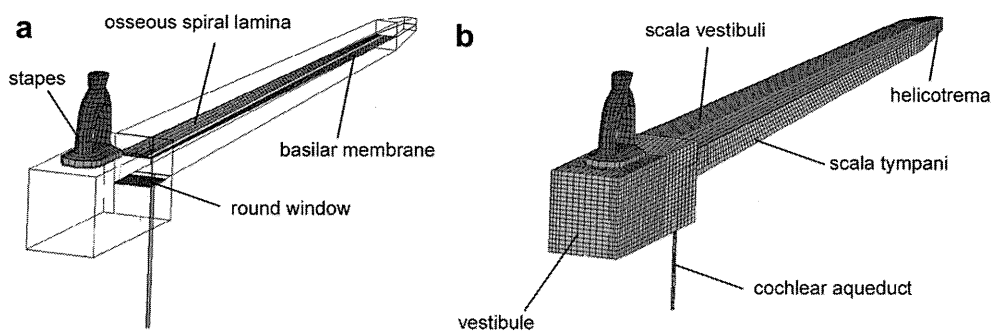 a
osseous spiral lamina
stapes
basilar membrane
round window
b
scala vestibuli
helicotrema
scala tympani
cochlear aqueduct
vestibule